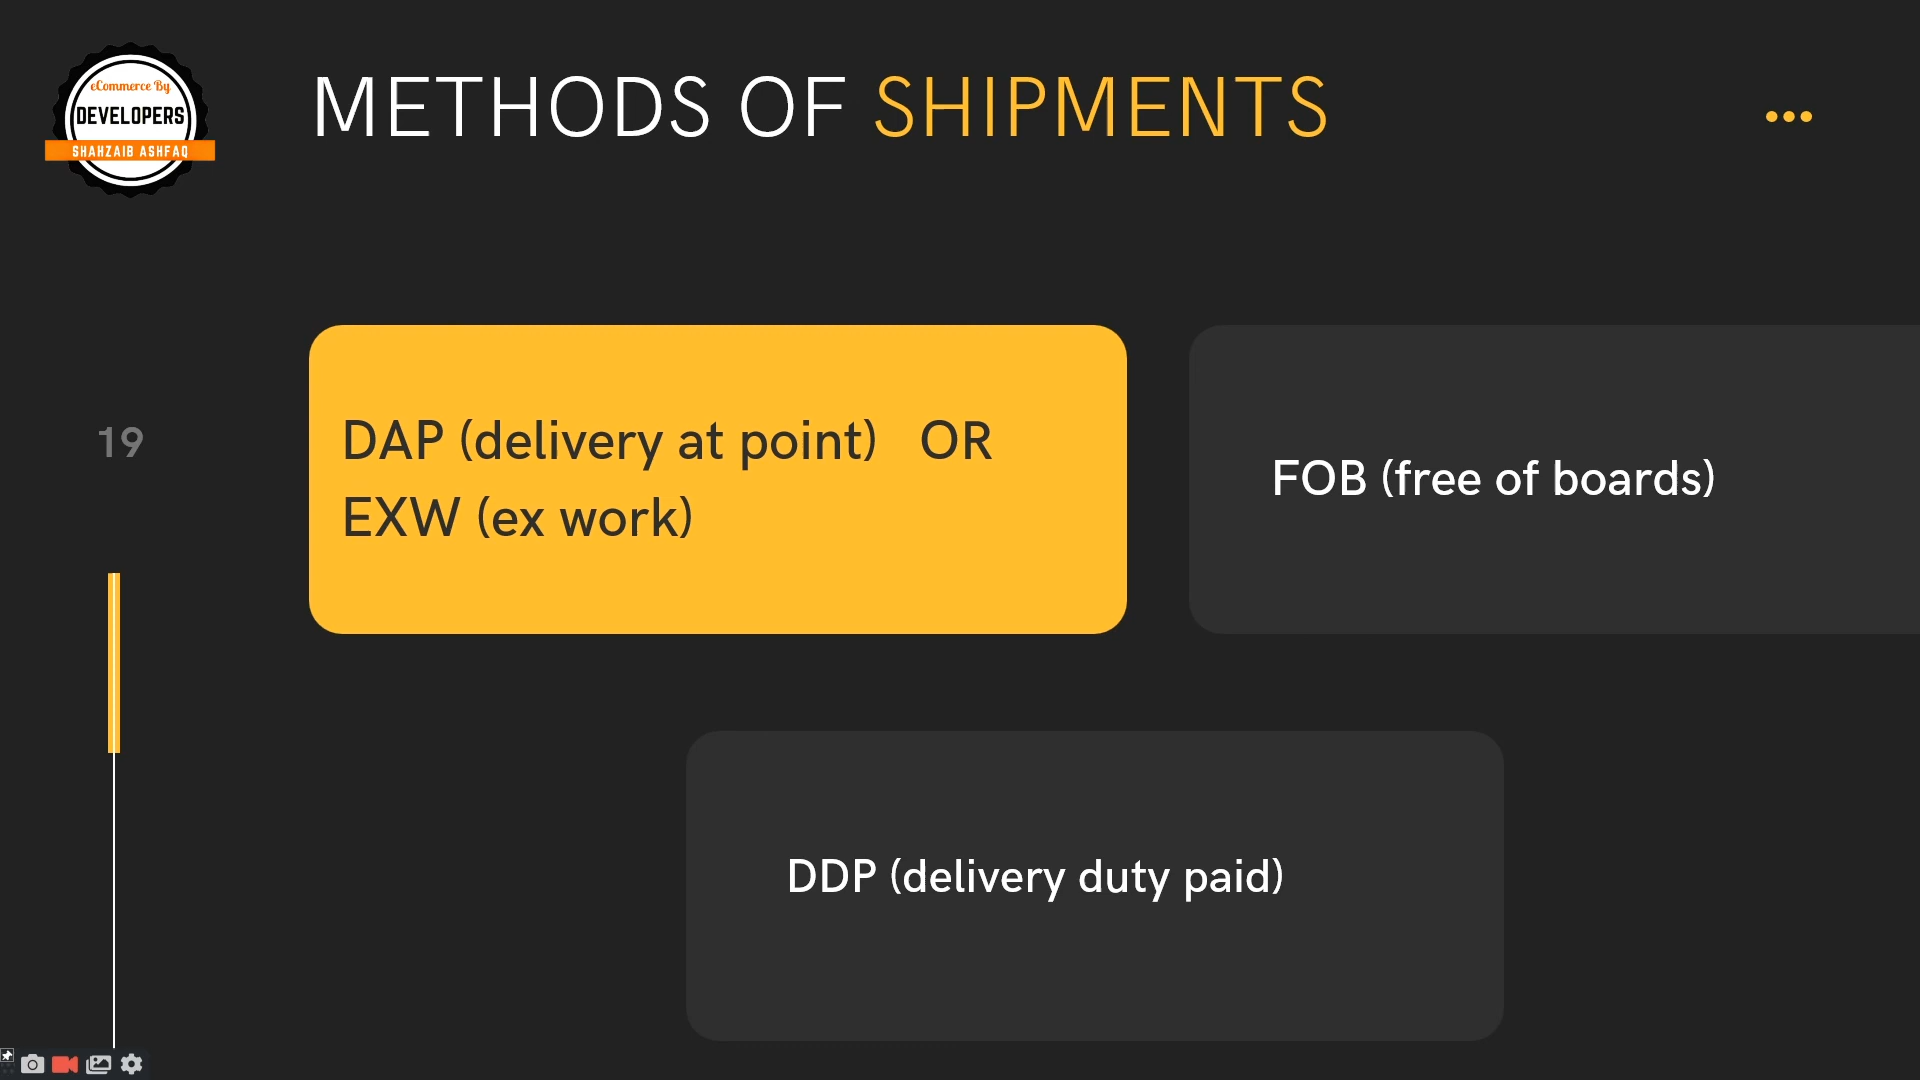 eCommerce By
DEVELOPERS
SHAHZAIB ASHFAQ
METHODS OF SHIPMENTS
19
DAP (delivery at point) OR
EXW (ex work)
FOB (free of boards)
DDP (delivery duty paid)